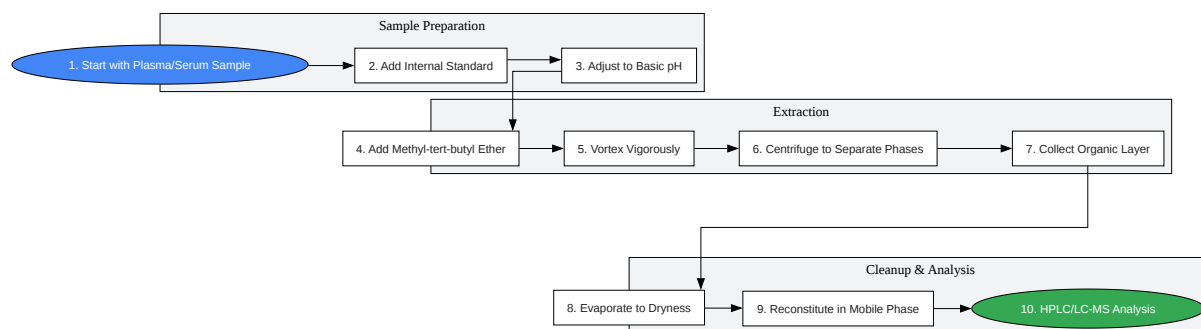 Sample Preparation
1. Start with Plasma/Serum Sample
2. Add Internal Standard
3. Adjust to Basic pH
Extraction
4. Add Methyl-tert-butyl Ether
5. Vortex Vigorously
6. Centrifuge to Separate Phases
7. Collect Organic Layer
Cleanup & Analysis
8. Evaporate to Dryness
9. Reconstitute in Mobile Phase
10. HPLC/LC-MS Analysis